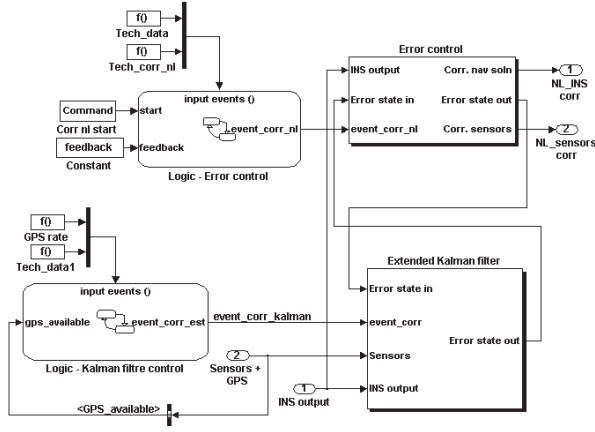 f()
Tech_data
f()
Tech_corr_nl
input events ()
Command
start
Corr nl start
event_corr_nl
feedback
feedback
Constant
Logic - Error control
Error control
INS output
Corr. nav soln
1
NL_INS
corr
Error state in
Error state out
event_corr_nl
Corr. sensors
2
NL_sensors
corr
f()
GPS rate
f()
Tech_data1
input events ()
gps_available
event_corr_est
event_corr_kalman
Logic - Kalman filtre control
Extended Kalman filter
Error state in
event_corr
Error state out
Sensors
INS output
2
Sensors +
GPS
1
INS output
<GPS_available>